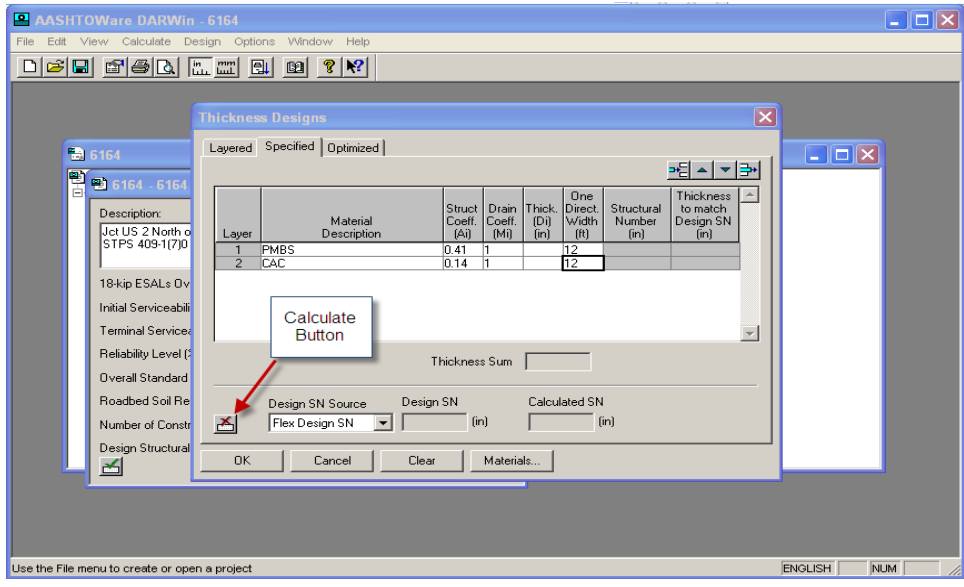 AASHTOWare DARWin - 6164
File Edit View Calculate Design Options Window Help
in mm
6164
6164 - 6164
Description:
Jct US 2 North o
STPS 409-1(7)0
18-kip ESALs Ov
Initial Serviceabili
Terminal Servicea
Reliability Level (
Overall Standard
Roadbed Soil Re
Number of Constr
Design Structural
Thickness Designs
Layered Specified Optimized
Layer Material Description Struct Coeff. (Ai) Drain Coeff. (Mi) Thick. (Di) (in) One Direct. Width (ft) Structural Number (in) Thickness to match Design SN (in)
1 PMBS 0.41 1 12
2 CAC 0.14 1 12
Calculate
Button
Thickness Sum
Design SN Source Design SN Calculated SN
Flex Design SN (in) (in)
OK Cancel Clear Materials...
Use the File menu to create or open a project ENGLISH NUM